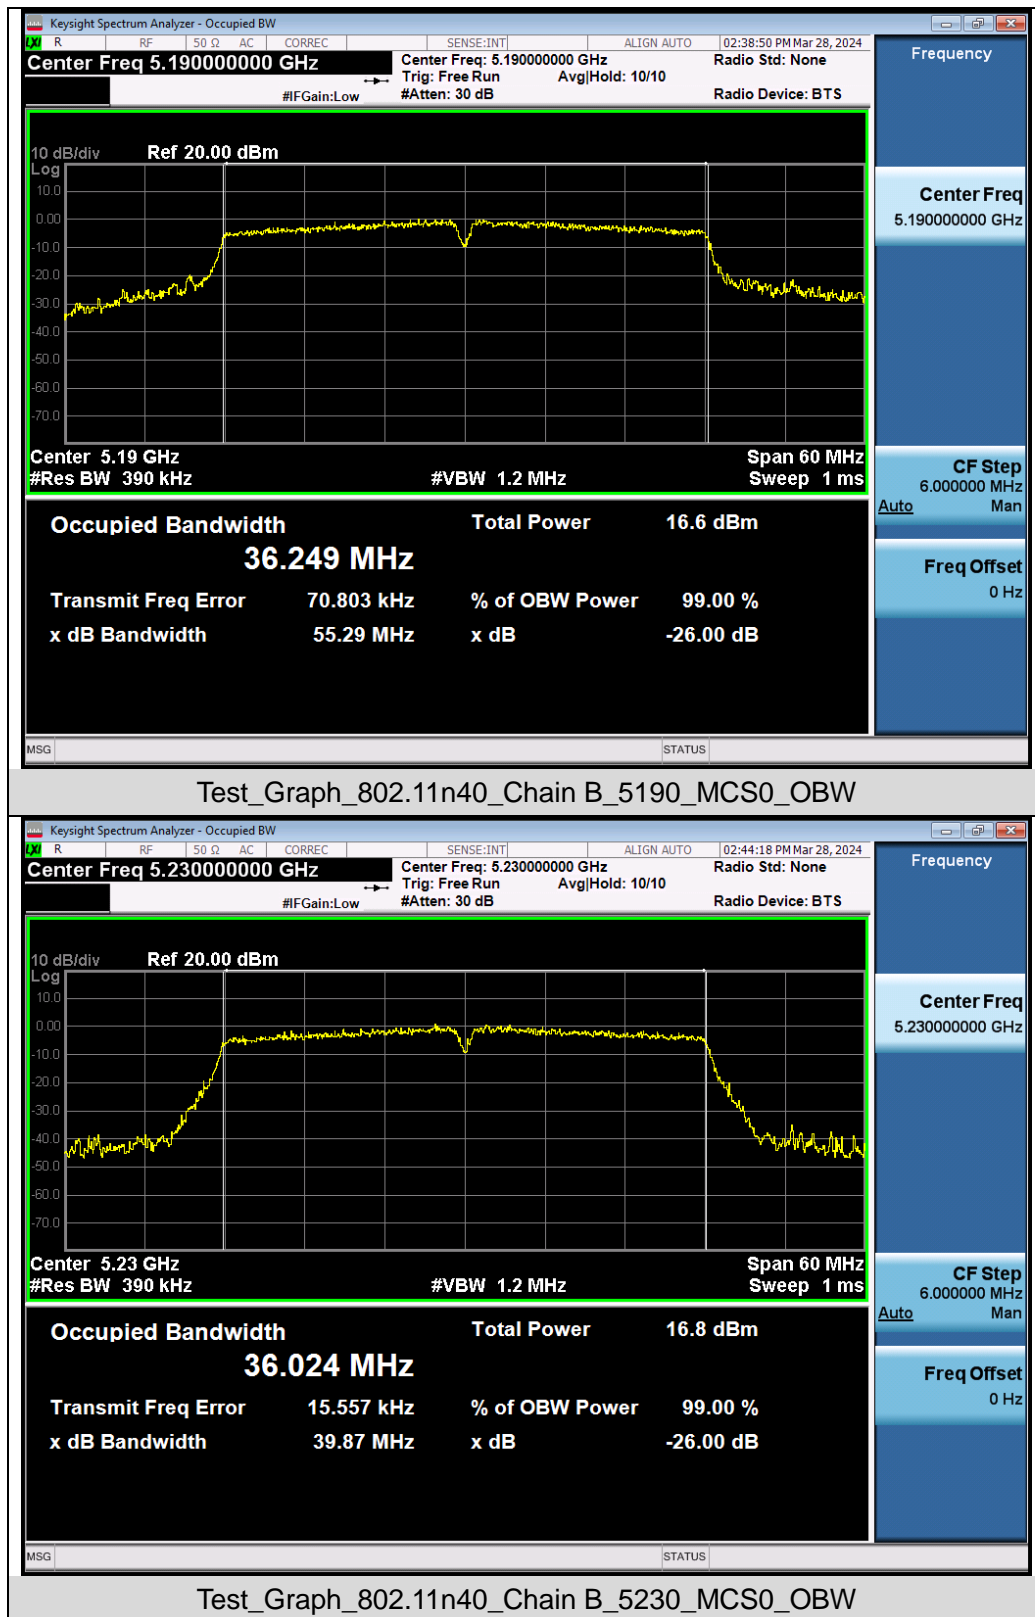 Keysight Spectrum Analyzer - Occupied BW
LXI R RF 50 Ω AC CORREC SENSE:INT ALIGN AUTO 02:38:50 PM Mar 28, 2024
Center Freq 5.190000000 GHz Center Freq: 5.190000000 GHz Radio Std: None
Trig: Free Run Avg|Hold: 10/10
#IFGain:Low #Atten: 30 dB Radio Device: BTS
10 dB/div Ref 20.00 dBm
Log
10.0
0.00
-10.0
-20.0
-30.0
-40.0
-50.0
-60.0
-70.0
Center 5.19 GHz Span 60 MHz
#Res BW 390 kHz #VBW 1.2 MHz Sweep 1 ms
Occupied Bandwidth Total Power 16.6 dBm
36.249 MHz
Transmit Freq Error 70.803 kHz % of OBW Power 99.00 %
x dB Bandwidth 55.29 MHz x dB -26.00 dB
Frequency
Center Freq
5.190000000 GHz
CF Step
6.000000 MHz
Auto Man
Freq Offset
0 Hz
MSG STATUS
Test_Graph_802.11n40_Chain B_5190_MCS0_OBW
Keysight Spectrum Analyzer - Occupied BW
LXI R RF 50 Ω AC CORREC SENSE:INT ALIGN AUTO 02:44:18 PM Mar 28, 2024
Center Freq 5.230000000 GHz Center Freq: 5.230000000 GHz Radio Std: None
Trig: Free Run Avg|Hold: 10/10
#IFGain:Low #Atten: 30 dB Radio Device: BTS
10 dB/div Ref 20.00 dBm
Log
10.0
0.00
-10.0
-20.0
-30.0
-40.0
-50.0
-60.0
-70.0
Center 5.23 GHz Span 60 MHz
#Res BW 390 kHz #VBW 1.2 MHz Sweep 1 ms
Occupied Bandwidth Total Power 16.8 dBm
36.024 MHz
Transmit Freq Error 15.557 kHz % of OBW Power 99.00 %
x dB Bandwidth 39.87 MHz x dB -26.00 dB
Frequency
Center Freq
5.230000000 GHz
CF Step
6.000000 MHz
Auto Man
Freq Offset
0 Hz
MSG STATUS
Test_Graph_802.11n40_Chain B_5230_MCS0_OBW